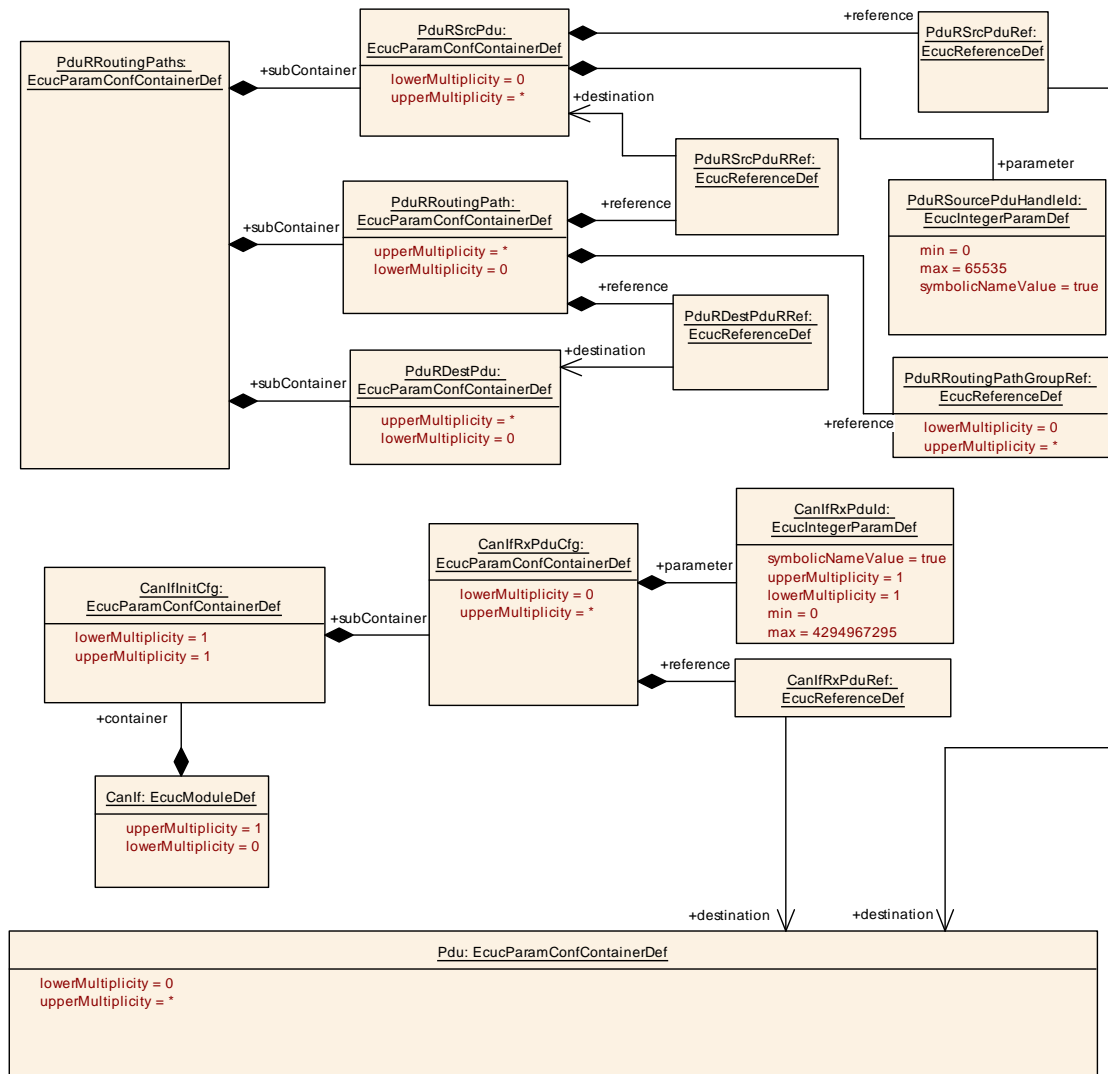 +reference
PduRSrcPduRef:
EcucReferenceDef
PduRSrcPdu:
EcucParamConfContainerDef
lowerMultiplicity = 0
upperMultiplicity = *
PduRRoutingPaths:
EcucParamConfContainerDef
+subContainer
+destination
PduRSrcPduRRef:
EcucReferenceDef
+parameter
PduRSourcePduHandleId:
EcucIntegerParamDef
min = 0
max = 65535
symbolicNameValue = true
PduRRoutingPath:
EcucParamConfContainerDef
upperMultiplicity = *
lowerMultiplicity = 0
+reference
+subContainer
+reference
PduRDestPduRRef:
EcucReferenceDef
+destination
PduRDestPdu:
EcucParamConfContainerDef
upperMultiplicity = *
lowerMultiplicity = 0
+subContainer
PduRRoutingPathGroupRef:
EcucReferenceDef
lowerMultiplicity = 0
upperMultiplicity = *
+reference
CanIfRxPduId:
EcucIntegerParamDef
symbolicNameValue = true
upperMultiplicity = 1
lowerMultiplicity = 1
min = 0
max = 4294967295
CanIfRxPduCfg:
EcucParamConfContainerDef
lowerMultiplicity = 0
upperMultiplicity = *
+parameter
CanIfInitCfg:
EcucParamConfContainerDef
lowerMultiplicity = 1
upperMultiplicity = 1
+subContainer
+reference
CanIfRxPduRef:
EcucReferenceDef
+container
CanIf: EcucModuleDef
upperMultiplicity = 1
lowerMultiplicity = 0
+destination
+destination
Pdu: EcucParamConfContainerDef
lowerMultiplicity = 0
upperMultiplicity = *